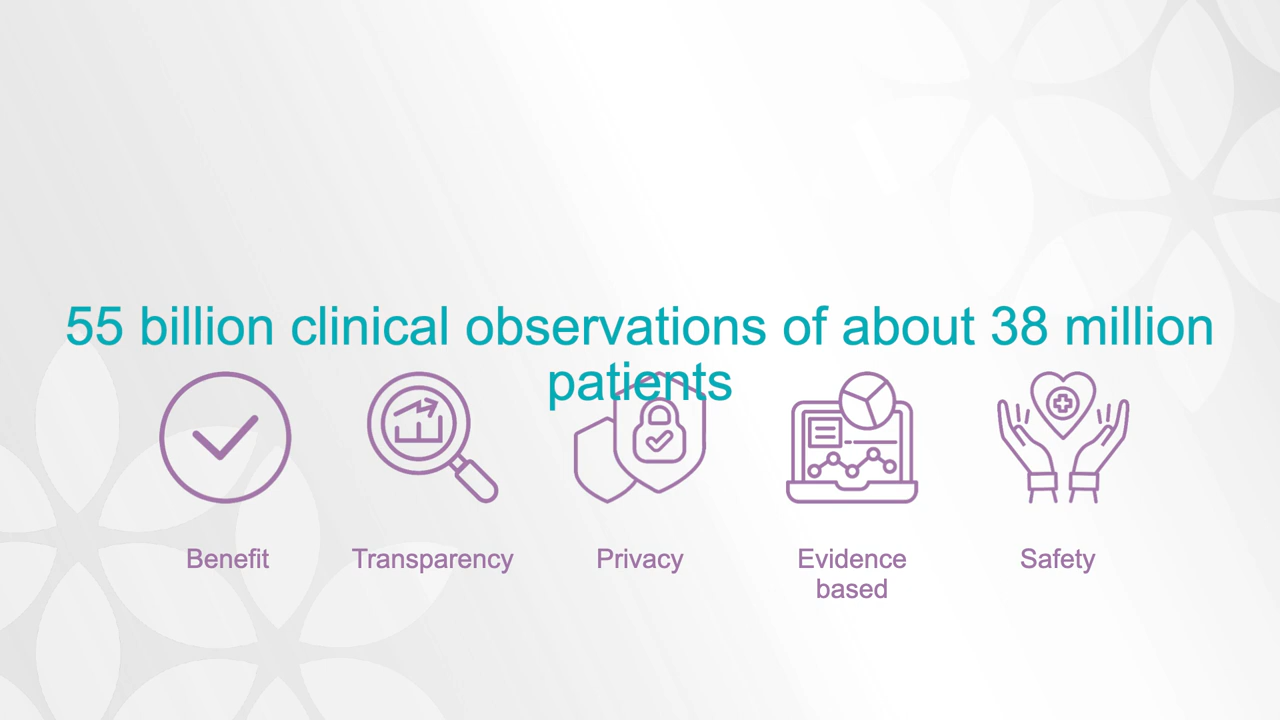 55 billion clinical observations of about 38 million
patients
Benefit
Transparency
Privacy
Evidence
based
Safety